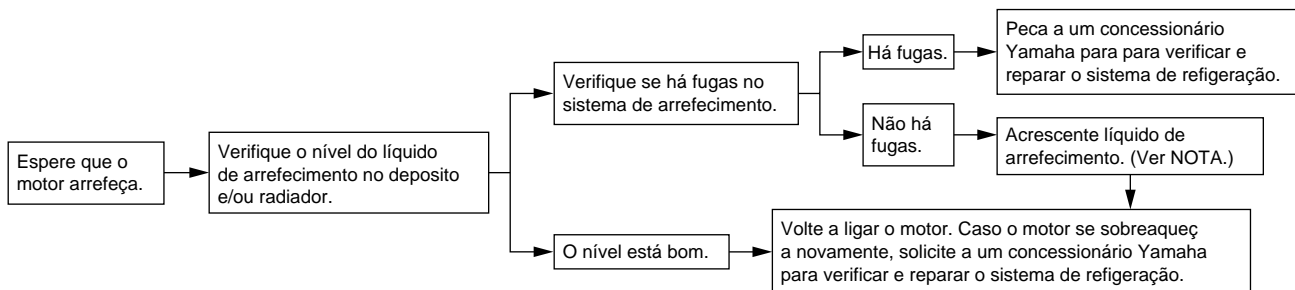 Espere que o
motor arrefeça.
Verifique o nível do líquido
de arrefecimento no deposito
e/ou radiador.
Verifique se há fugas no
sistema de arrefecimento.
Há fugas.
Peca a um concessionário
Yamaha para para verificar e
reparar o sistema de refigeração.
Não há
fugas.
Acrescente líquido de
arrefecimento. (Ver NOTA.)
O nível está bom.
Volte a ligar o motor. Caso o motor se sobreaqueç
a novamente, solicite a um concessionário Yamaha
para verificar e reparar o sistema de refigeração.